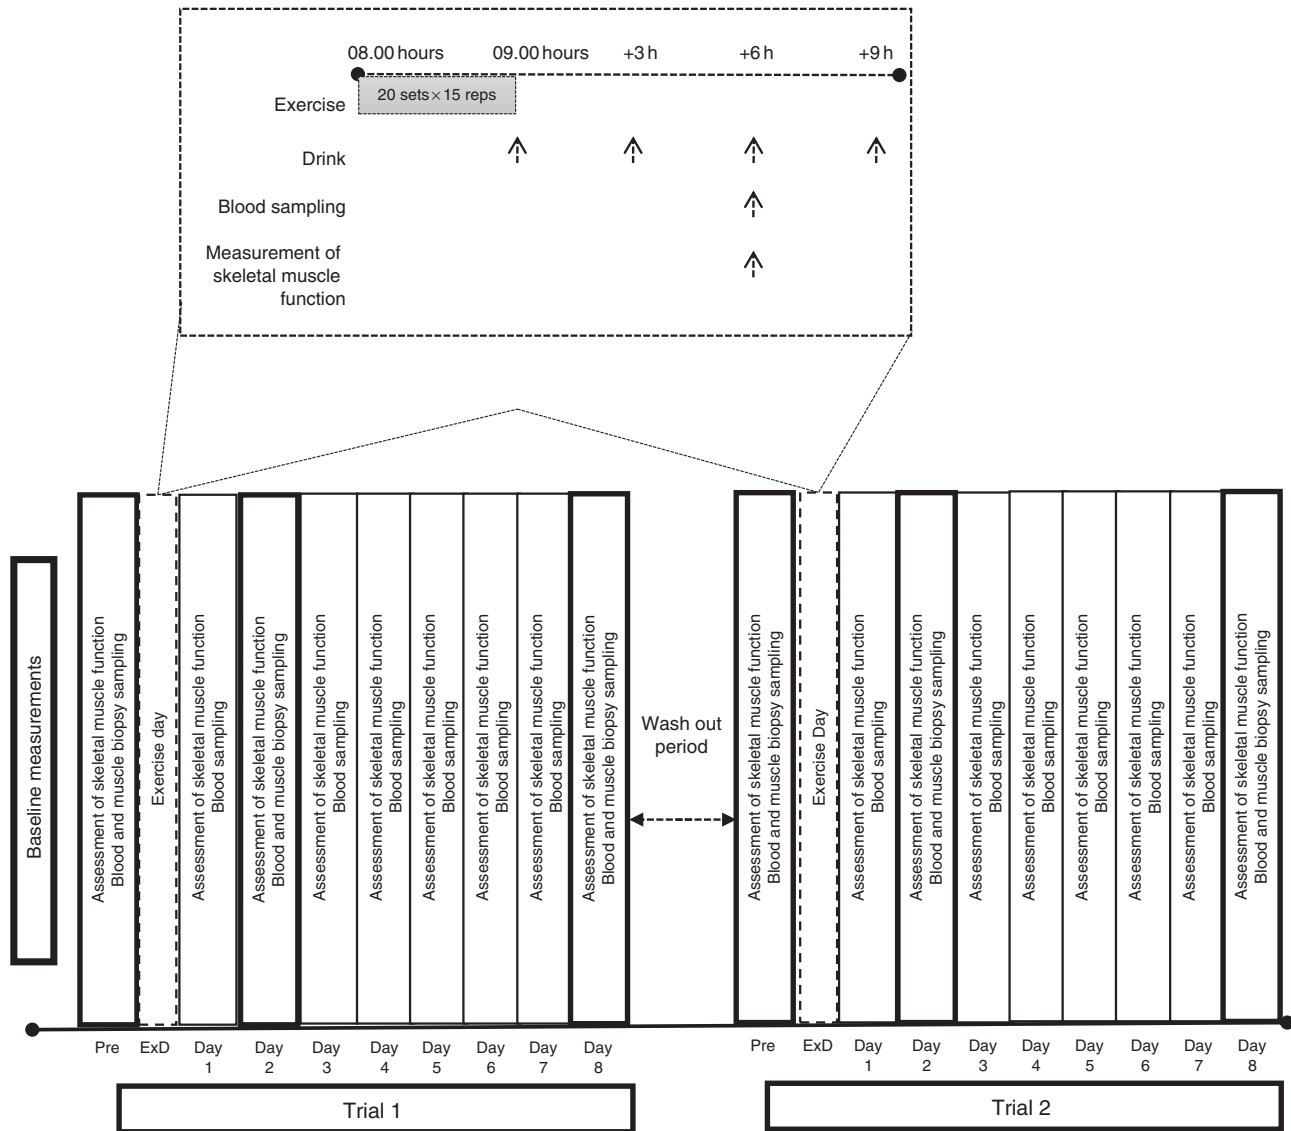 08.00 hours 09.00 hours +3 h +6 h +9 h
20 sets×15 reps
Exercise
Drink
Blood sampling
Measurement of
skeletal muscle
function
Baseline measurements
Assessment of skeletal muscle function
Blood and muscle biopsy sampling
Exercise day
Assessment of skeletal muscle function
Blood sampling
Assessment of skeletal muscle function
Blood and muscle biopsy sampling
Assessment of skeletal muscle function
Blood sampling
Assessment of skeletal muscle function
Blood sampling
Assessment of skeletal muscle function
Blood sampling
Assessment of skeletal muscle function
Blood sampling
Assessment of skeletal muscle function
Blood sampling
Assessment of skeletal muscle function
Blood and muscle biopsy sampling
Wash out
period
Assessment of skeletal muscle function
Blood and muscle biopsy sampling
Exercise Day
Assessment of skeletal muscle function
Blood sampling
Assessment of skeletal muscle function
Blood and muscle biopsy sampling
Assessment of skeletal muscle function
Blood sampling
Assessment of skeletal muscle function
Blood sampling
Assessment of skeletal muscle function
Blood sampling
Assessment of skeletal muscle function
Blood sampling
Assessment of skeletal muscle function
Blood sampling
Assessment of skeletal muscle function
Blood and muscle biopsy sampling
Pre ExD Day Day Day Day Day Day Day Day Pre ExD Day Day Day Day Day Day Day Day
1 2 3 4 5 6 7 8 1 2 3 4 5 6 7 8
Trial 1
Trial 2